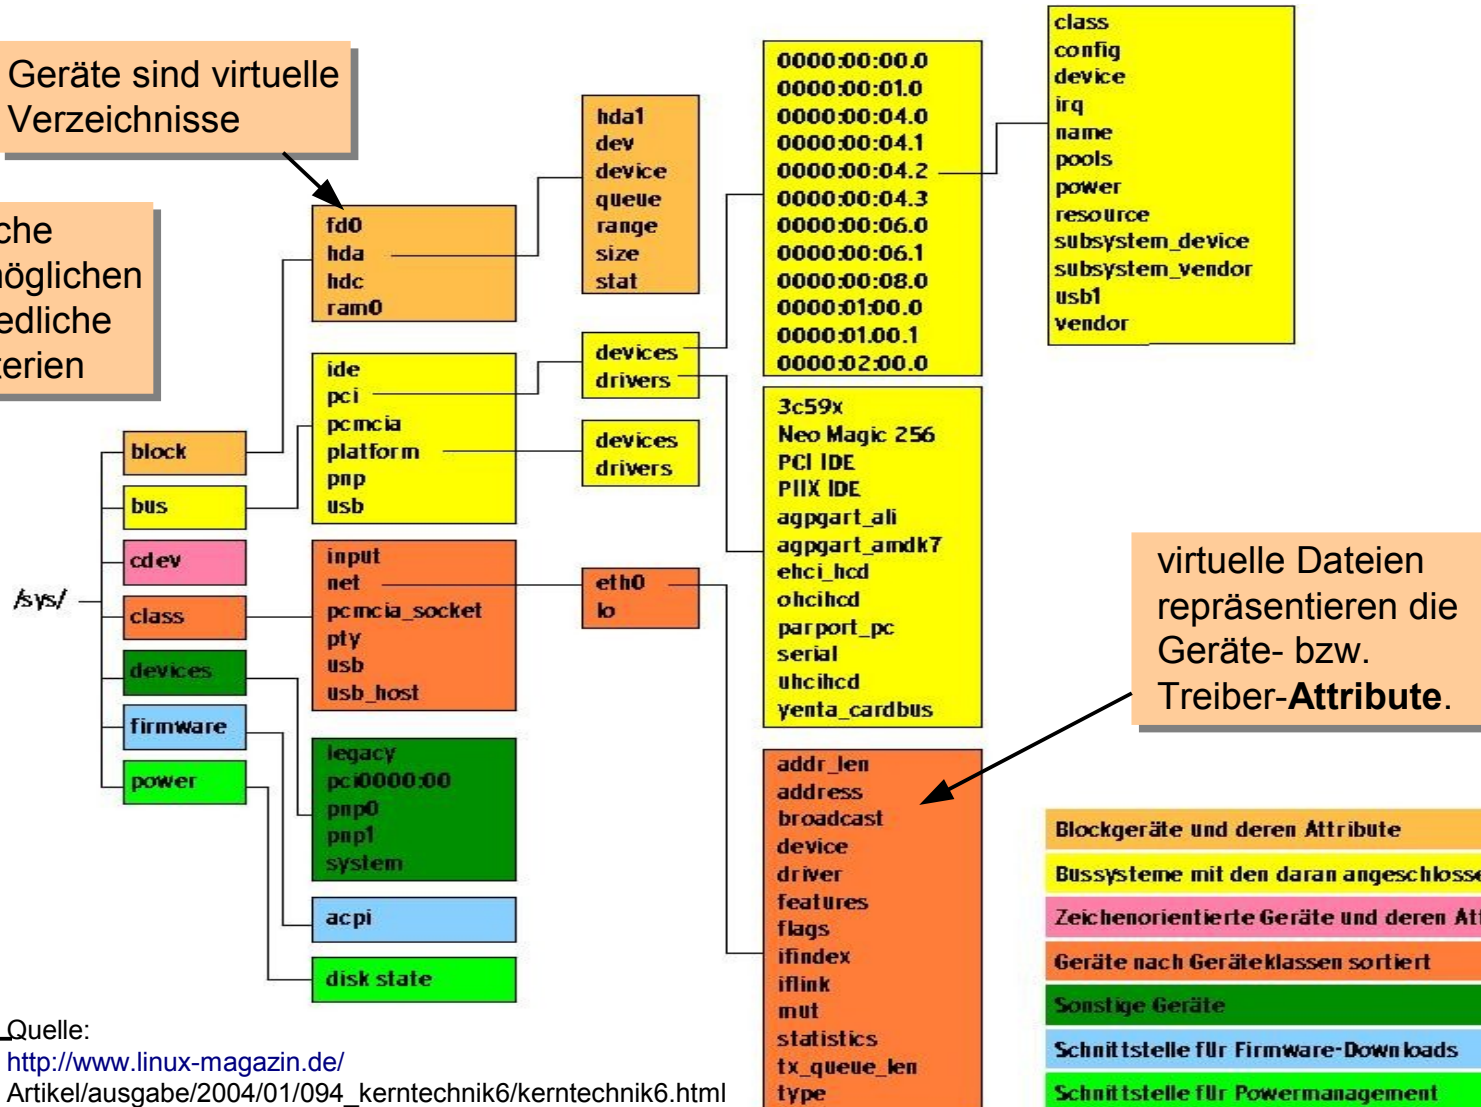 Geräte sind virtuelle
Verzeichnisse
che
möglichen
edliche
terien
/sys/
block
bus
cdev
class
devices
firmware
power
fd0
hda
hdc
ram0
ide
pci
pcmcia
platform
pnp
usb
input
net
pcmcia_socket
pty
usb
usb_host
legacy
pci0000:00
pnp0
pnp1
system
acpi
disk state
hda1
dev
device
queue
range
size
stat
devices
drivers
devices
drivers
eth0
lo
0000:00:00.0
0000:00:01.0
0000:00:04.0
0000:00:04.1
0000:00:04.2
0000:00:04.3
0000:00:06.0
0000:00:06.1
0000:00:08.0
0000:01:00.0
0000:01.00.1
0000:02:00.0
3c59x
Neo Magic 256
PCI IDE
PIIX IDE
agpgart_ali
agpgart_amdk7
ehci_hcd
ohcihcd
parport_pc
serial
uhcihcd
yenta_cardbus
addr_len
address
broadcast
device
driver
features
flags
ifindex
iflink
mut
statistics
tx_queue_len
type
class
config
device
irq
name
pools
power
resource
subsystem_device
subsystem_vendor
usb1
vendor
virtuelle Dateien
repräsentieren die
Geräte- bzw.
Treiber-Attribute.
Blockgeräte und deren Attribute
Bussysteme mit den daran angeschlosse
Zeichenorientierte Geräte und deren Att
Geräte nach Geräteklassen sortiert
Sonstige Geräte
Schnittstelle für Firmware-Downloads
Schnittstelle für Powermanagement
Quelle:
http://www.linux-magazin.de/
Artikel/ausgabe/2004/01/094_kerntechnik6/kerntechnik6.html